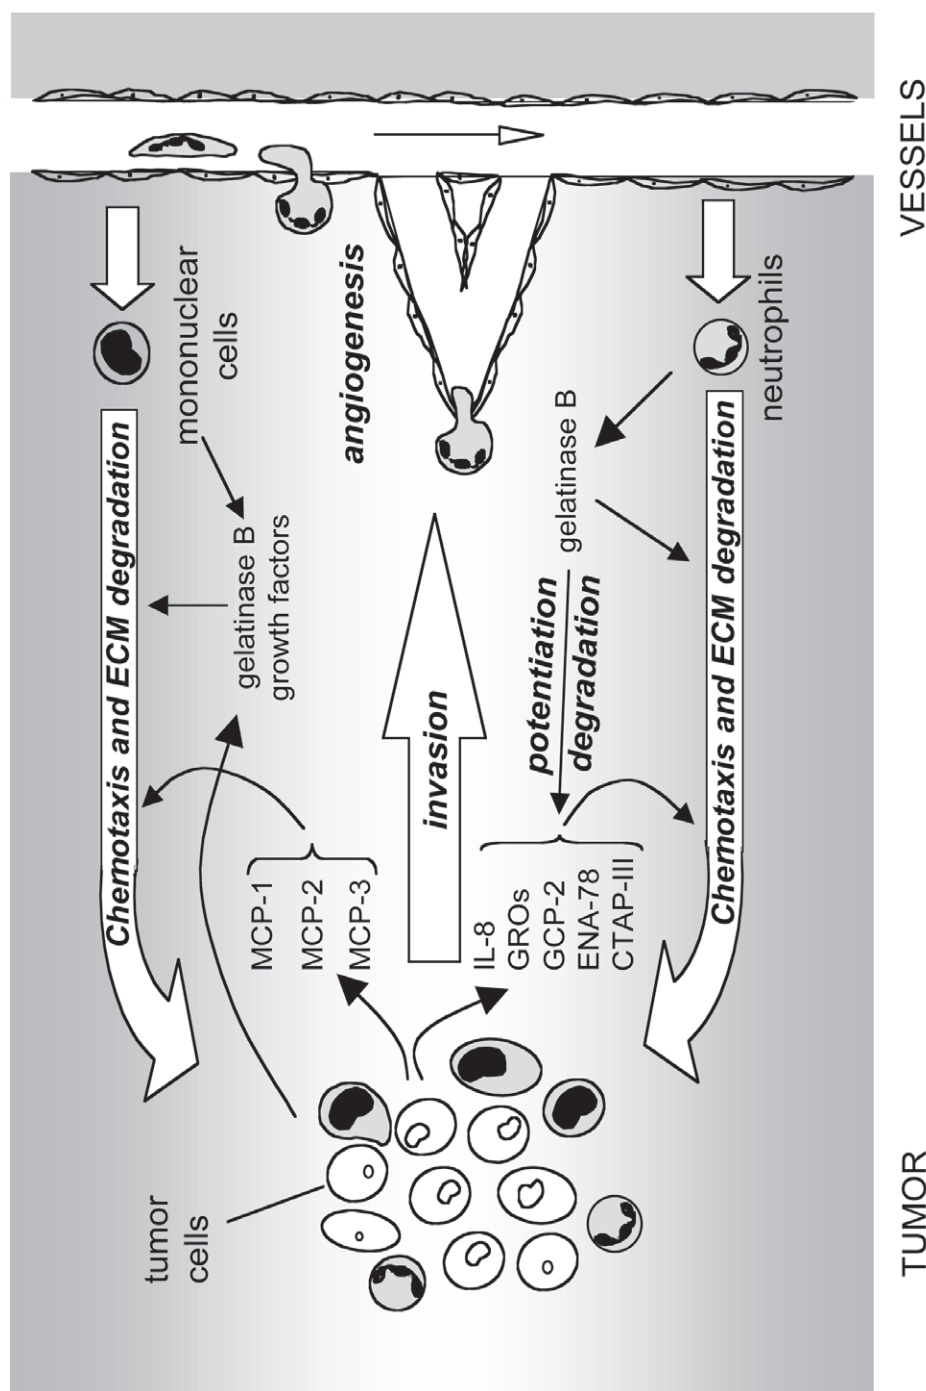 VESSELS
TUMOR
Chemotaxis and ECM degradation
mononuclear
cells
gelatinase B
growth factors
MCP-1
MCP-2
MCP-3
tumor
cells
angiogenesis
invasion
IL-8
GROs
GCP-2
ENA-78
CTAP-III
potentiation
degradation
gelatinase B
neutrophils
Chemotaxis and ECM degradation